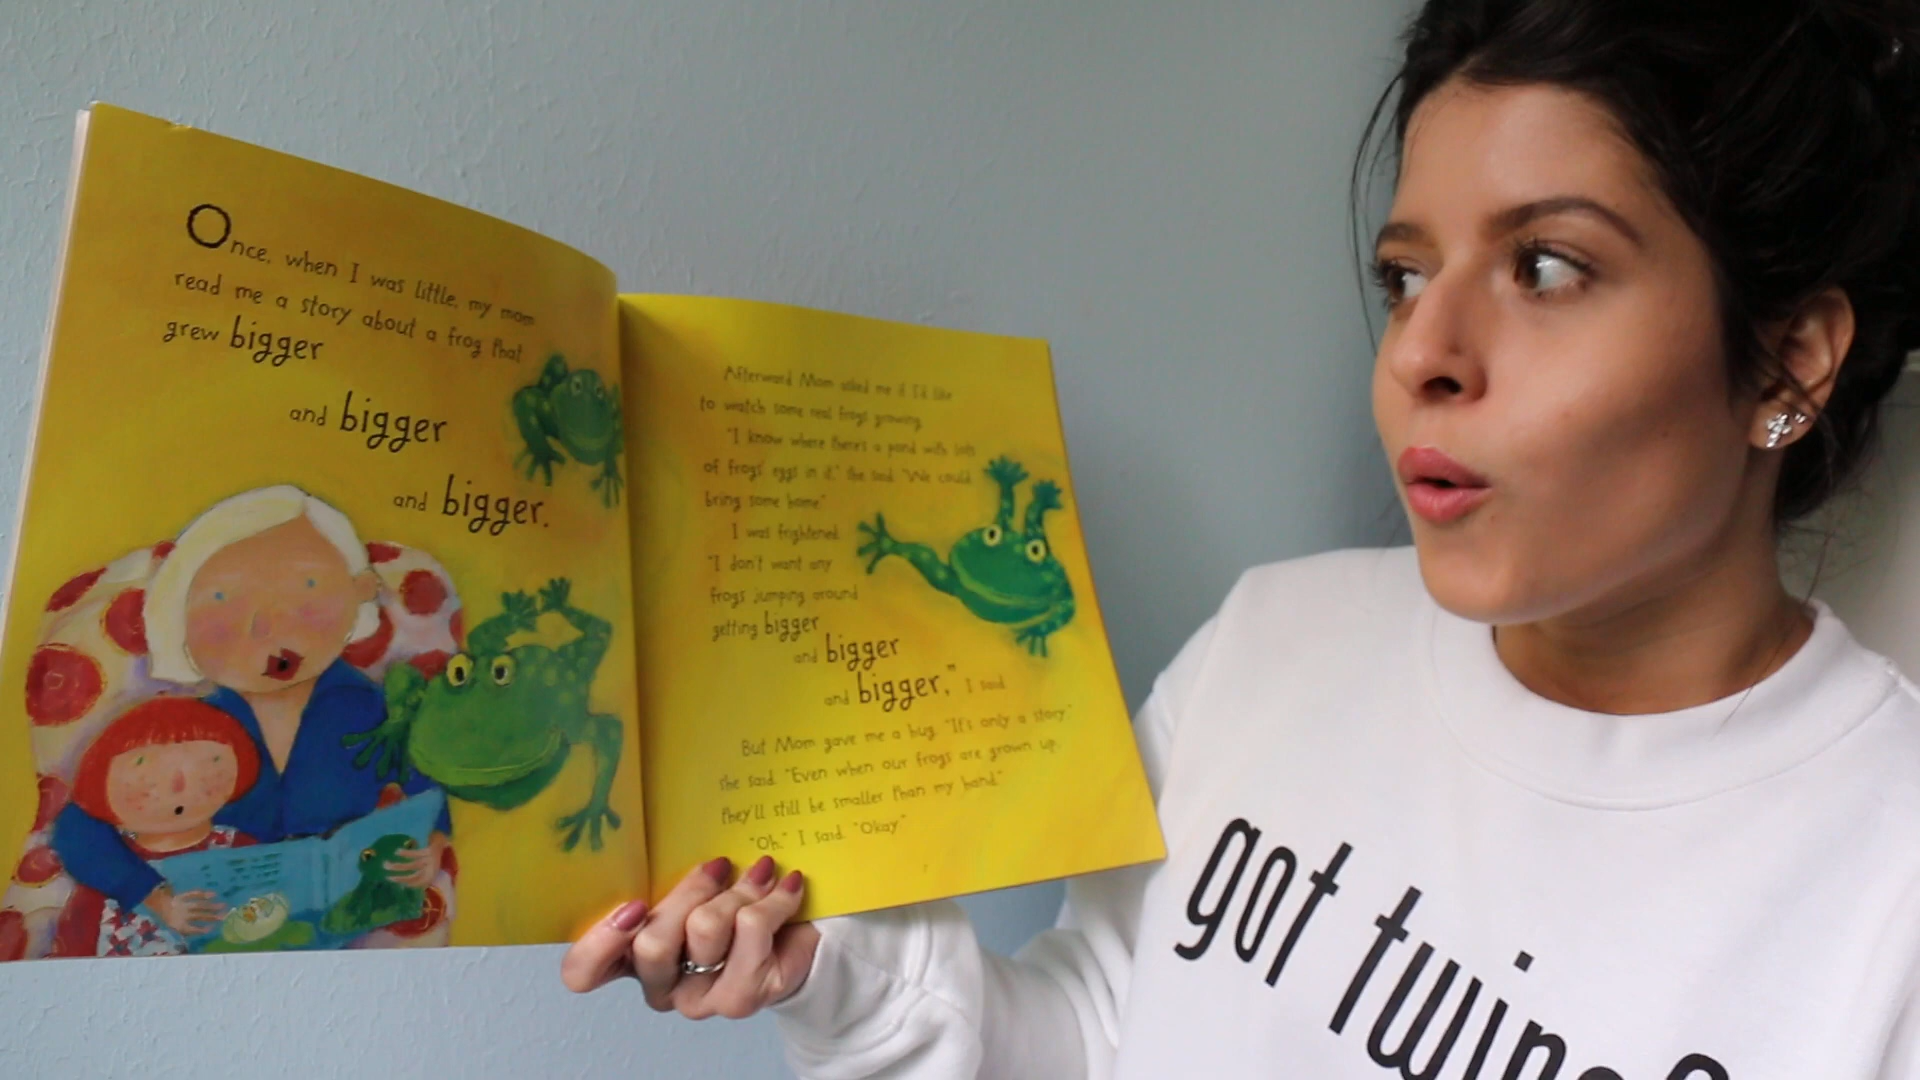 Once, when I was little, my mom
read me a story about a frog that
grew bigger
and bigger
and bigger.
Afterward Mom asked me if I'd like
to watch some real frogs growing.
"I know where there's a pond with lots
of frogs' eggs in it," she said. "We could
bring some home."
I was frightened.
"I don't want any
frogs jumping around
getting bigger
and bigger
and bigger," I said.
But Mom gave me a hug. "It's only a story,"
she said. "Even when our frogs are grown up,
they'll still be smaller than my hand."
"Oh," I said. "Okay."
got twins?